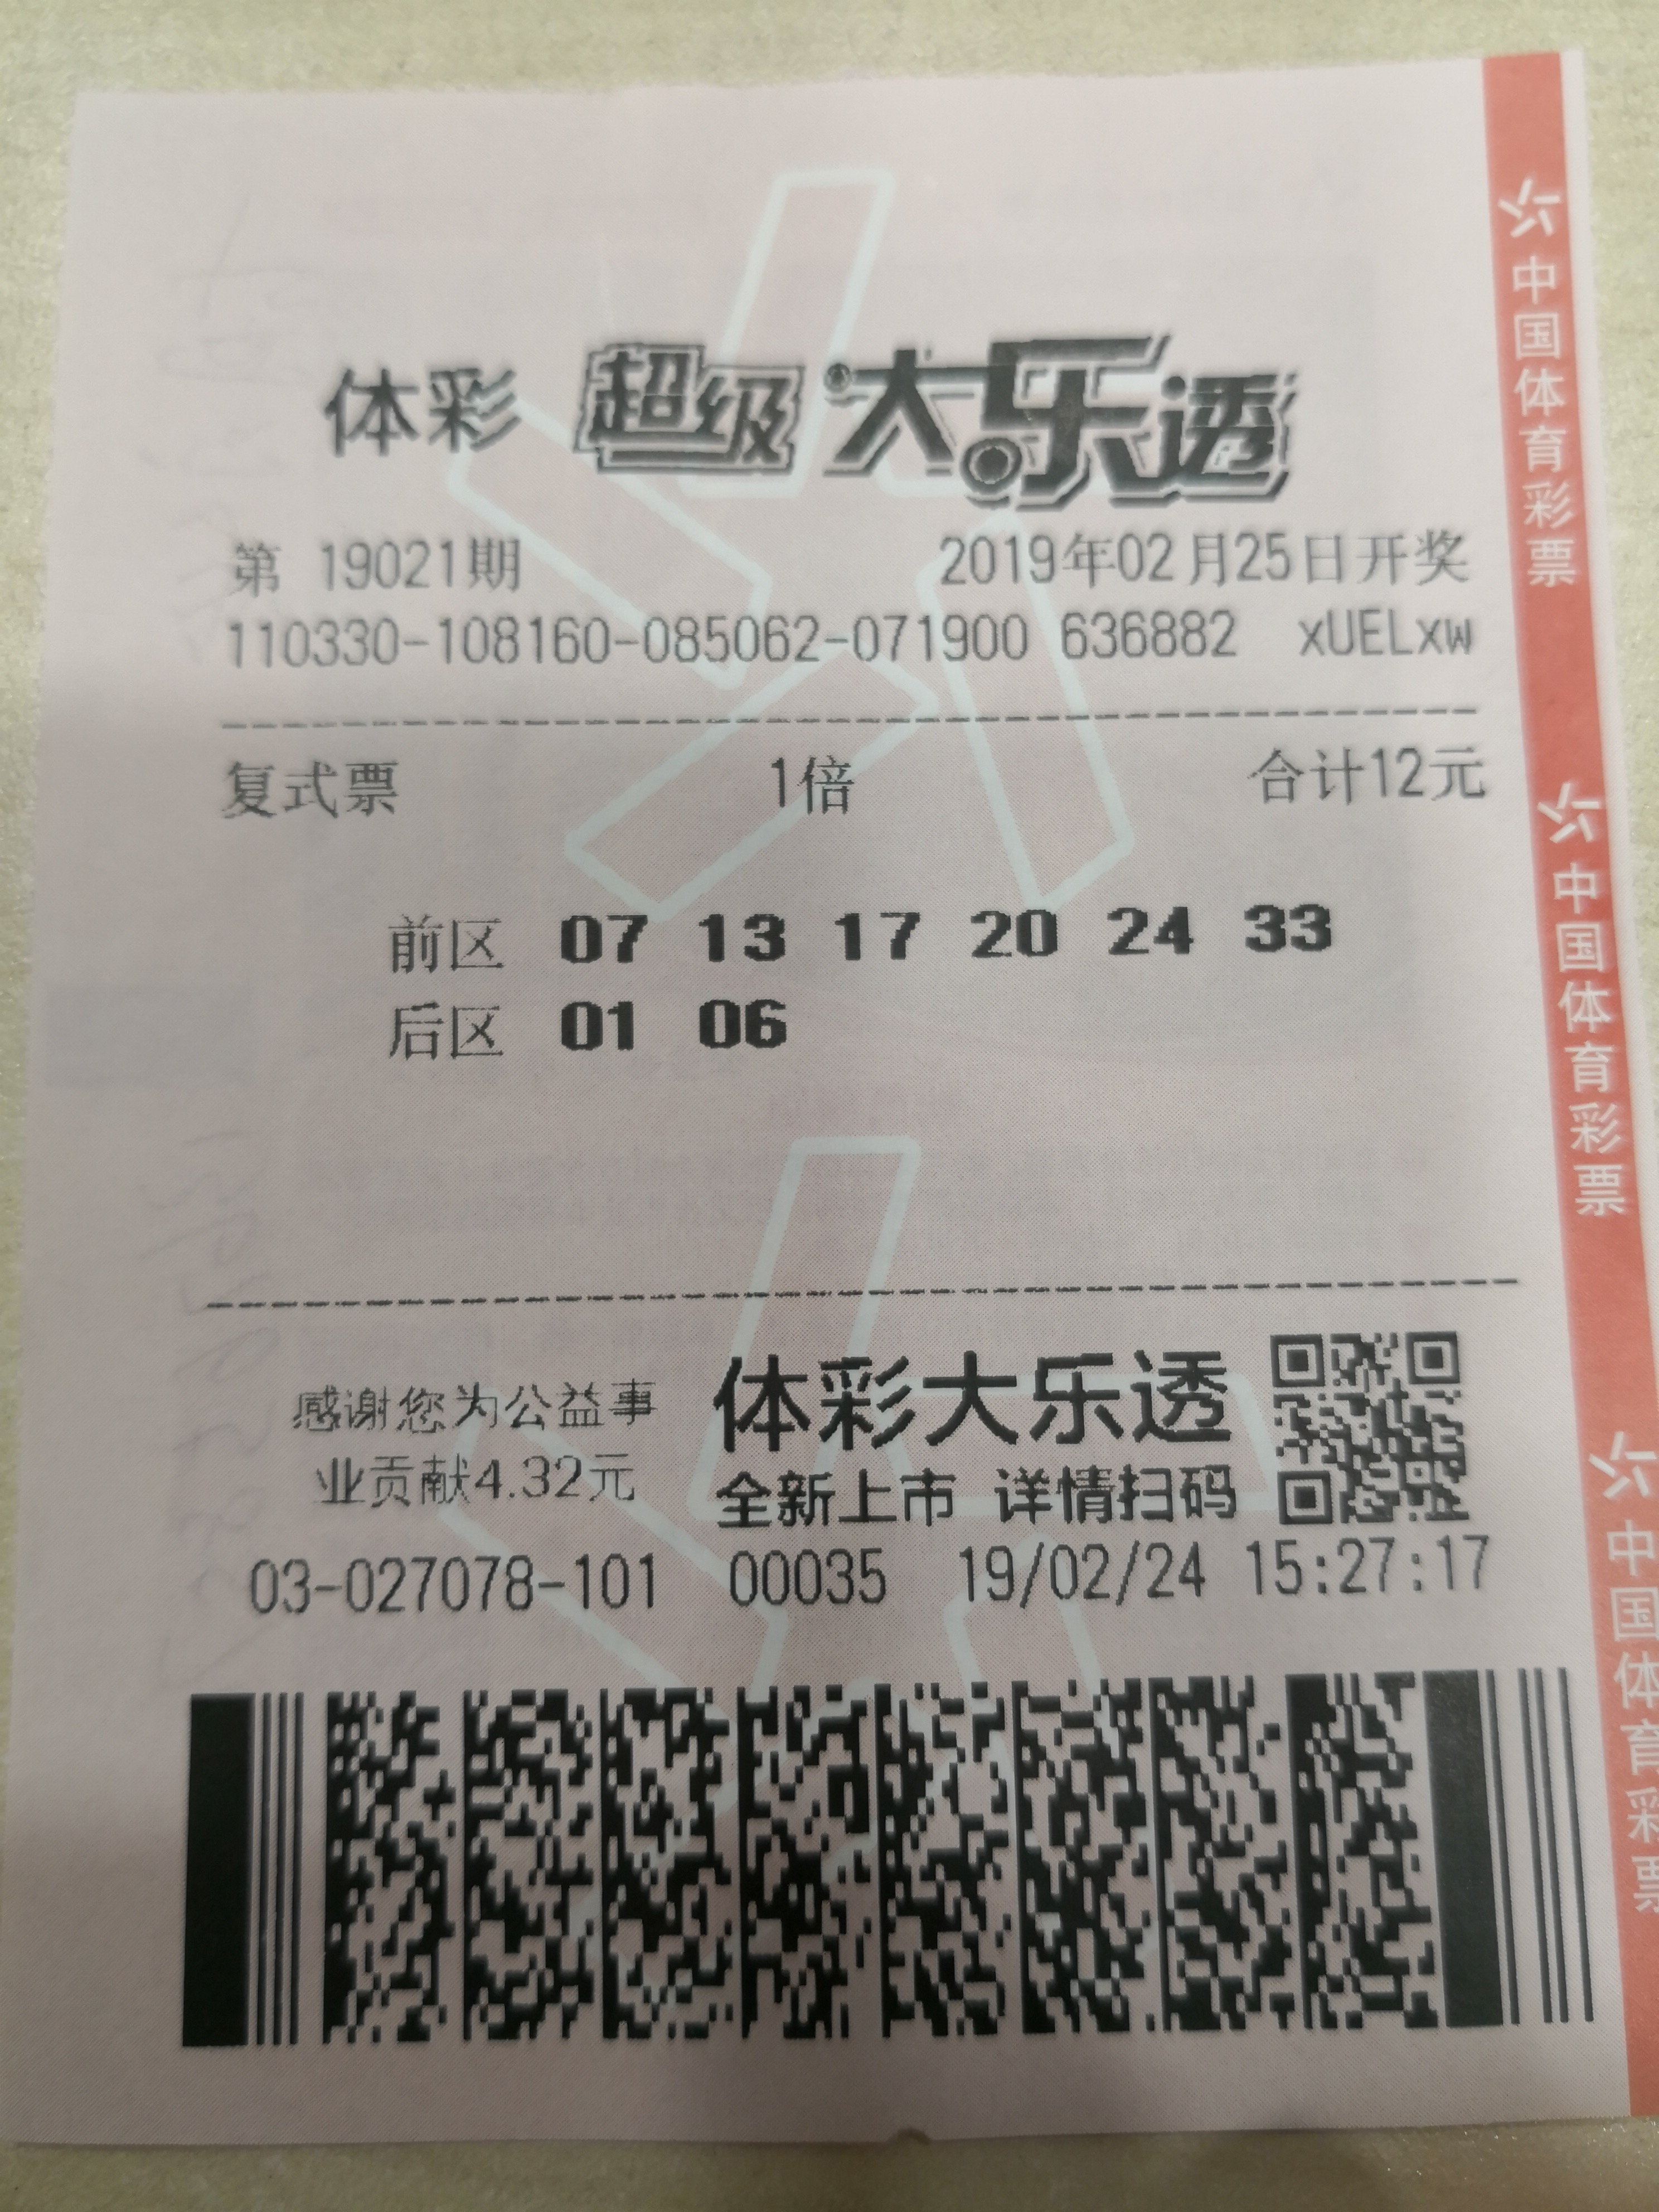 体彩 超级大乐透
第 19021期 2019年02月25日开奖
110330-108160-085062-071900 636882 xUELxw
复式票 1倍 合计12元
前区 07 13 17 20 24 33
后区 01 06
感谢您为公益事
业贡献4.32元
体彩大乐透
全新上市 详情扫码
03-027078-101 00035 19/02/24 15:27:17
中国体育彩票
中国体育彩票
中国体育彩票